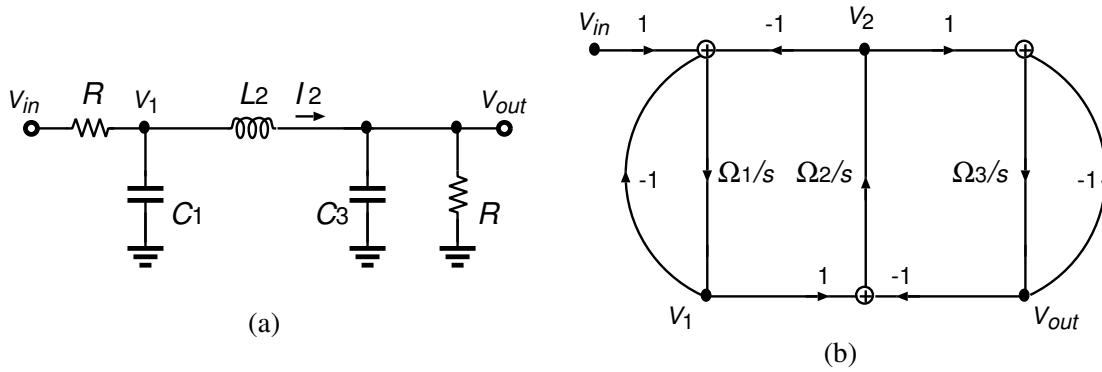 Vin R V1 L2 I2 Vout
C1 C3 R
(a)
Vin 1 -1 V2 1
-1 Ω1/s Ω2/s Ω3/s -1
V1 1 -1 Vout
(b)